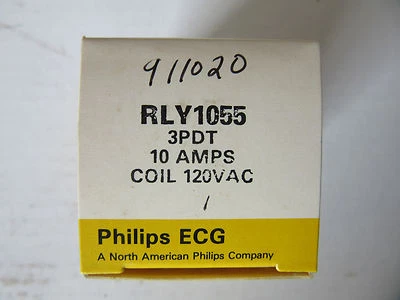 911020
RLY1055
3PDT
10 AMPS
COIL 120VAC
1
Philips ECG
A North American Philips Company